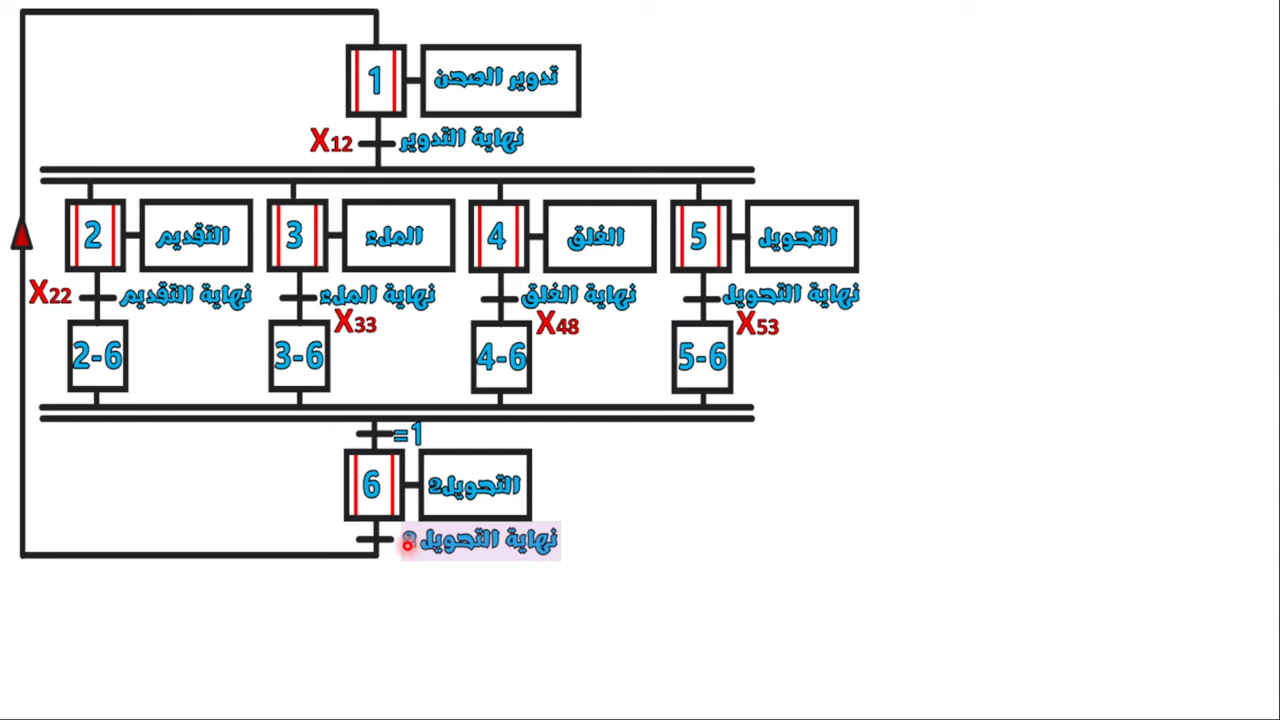 1 تدوير الصحن
X12 نهاية التدوير
2 التقديم 3 الملء 4 الغلق 5 التحويل
X22 نهاية التقديم نهاية الملء نهاية الغلق نهاية التحويل
X33 X48 X53
2-6 3-6 4-6 5-6
=1
6 التحويل2
نهاية التحويل